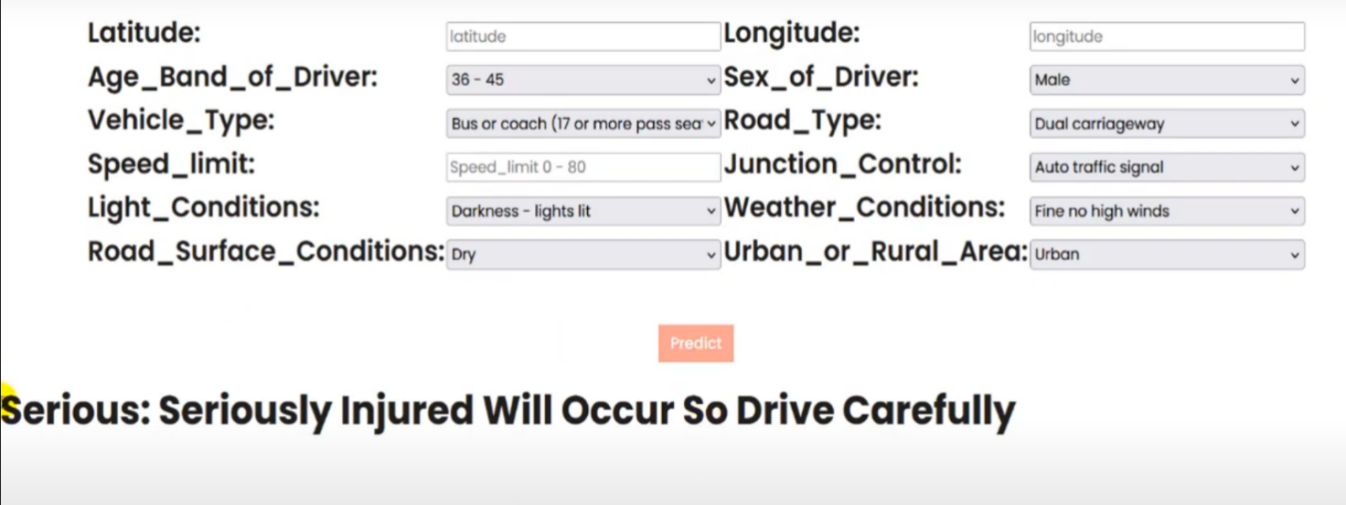 Latitude: latitude Longitude: longitude
Age_Band_of_Driver: 36 - 45 Sex_of_Driver: Male
Vehicle_Type: Bus or coach (17 or more pass sea Road_Type: Dual carriageway
Speed_limit: Speed_limit 0 - 80 Junction_Control: Auto traffic signal
Light_Conditions: Darkness - lights lit Weather_Conditions: Fine no high winds
Road_Surface_Conditions: Dry Urban_or_Rural_Area: Urban
Predict
Serious: Seriously Injured Will Occur So Drive Carefully